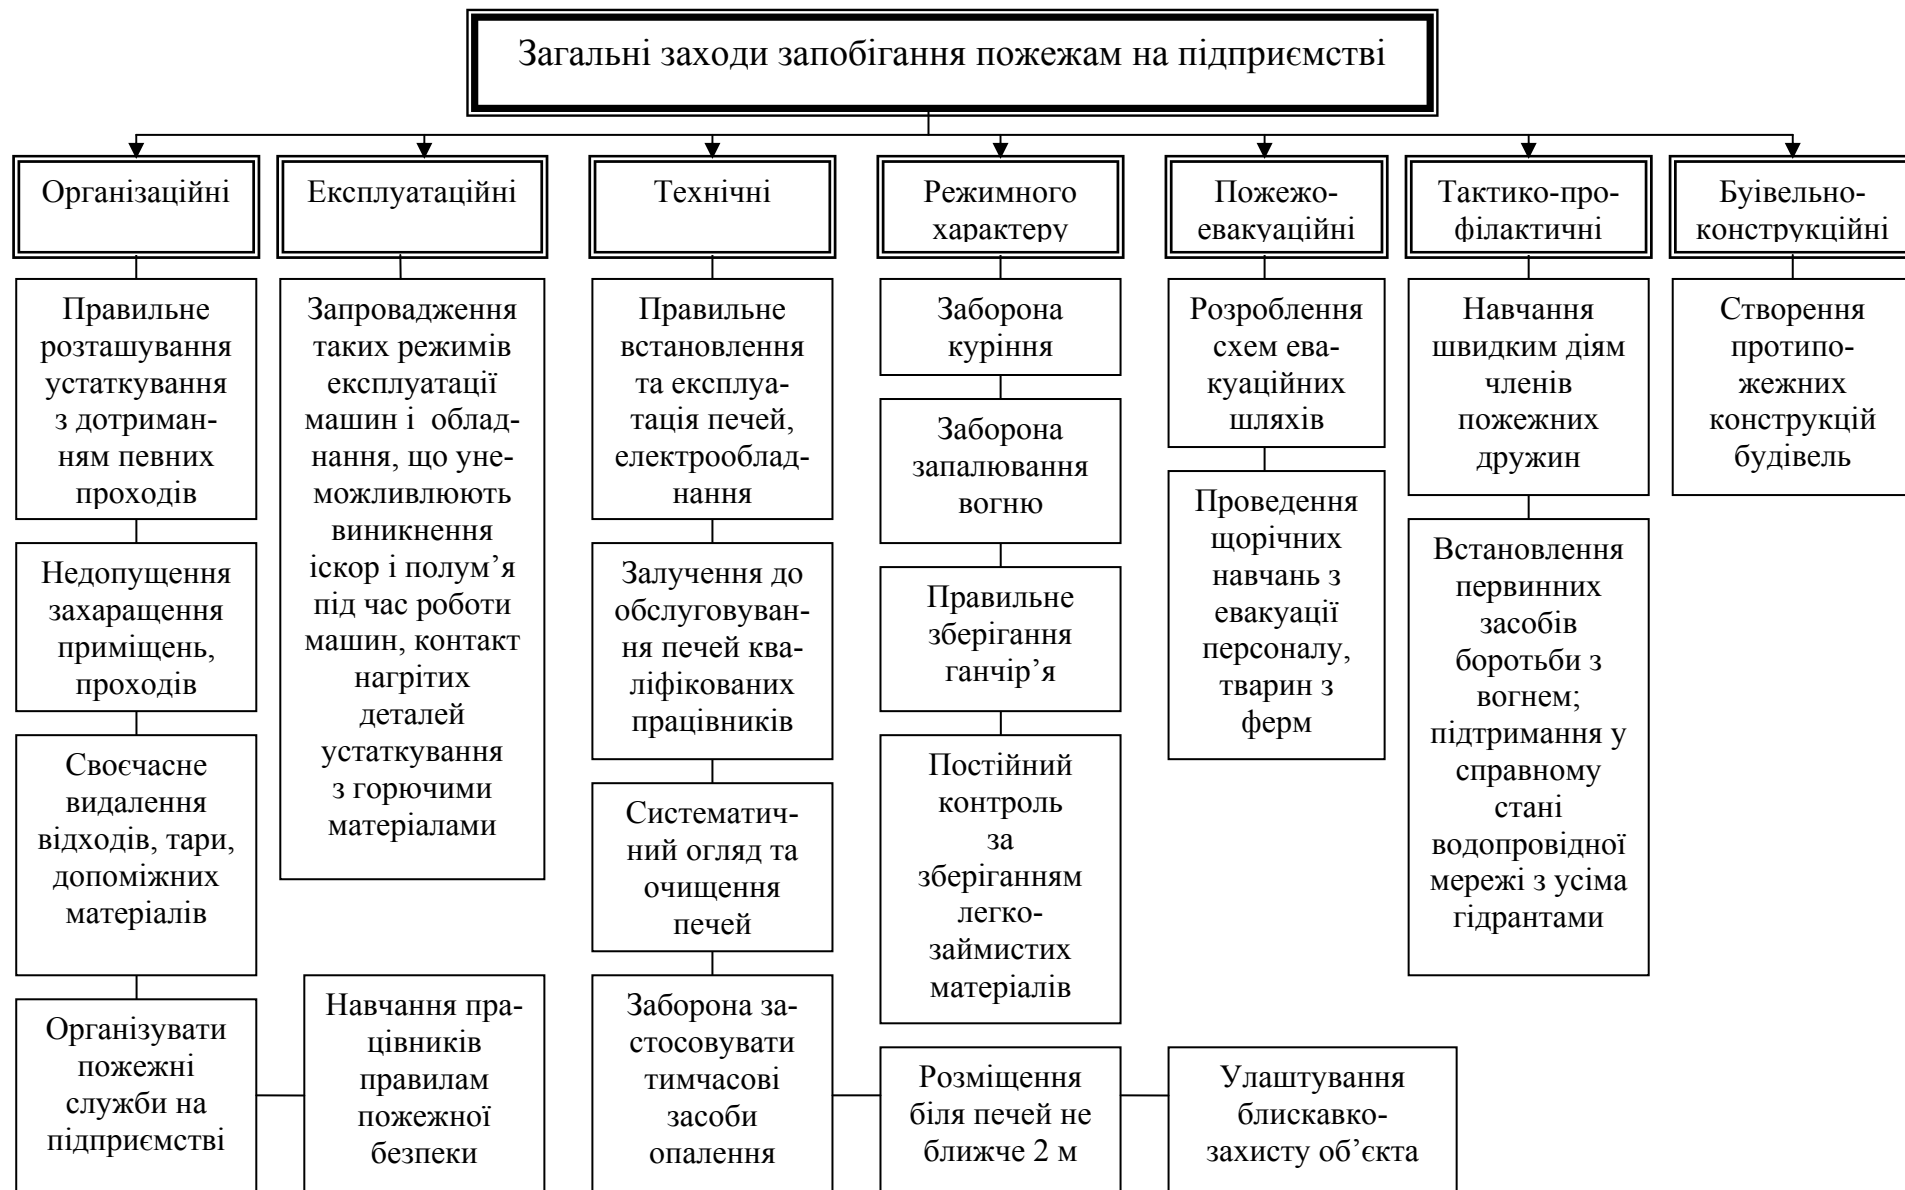 Загальні заходи запобігання пожежам на підприємстві
Організаційні
Експлуатаційні
Технічні
Режимного
характеру
Пожежо-
евакуаційні
Тактико-про-
філактичні
Буівельно-
конструкційні
Правильне
розташування
устаткування
з дотриман-
ням певних
проходів
Недопущення
захаращення
приміщень,
проходів
Своєчасне
видалення
відходів, тари,
допоміжних
матеріалів
Організувати
пожежні
служби на
підприємстві
Навчання пра-
цівників
правилам
пожежної
безпеки
Запровадження
таких режимів
експлуатації
машин і облад-
нання, що уне-
можливлюють
виникнення
іскор і полум’я
під час роботи
машин, контакт
нагрітих
деталей
устаткування
з горючими
матеріалами
Правильне
встановлення
та експлуа-
тація печей,
електрооблад-
нання
Залучення до
обслуговуван-
ня печей ква-
ліфікованих
працівників
Систематич-
ний огляд та
очищення
печей
Заборона за-
стосовувати
тимчасові
засоби
опалення
Розміщення
біля печей не
ближче 2 м
Улаштування
блискавко-
захисту об’єкта
Заборона
куріння
Заборона
запалювання
вогню
Правильне
зберігання
ганчір’я
Постійний
контроль
за
зберіганням
легко-
займистих
матеріалів
Розроблення
схем ева-
куаційних
шляхів
Проведення
щорічних
навчань з
евакуації
персоналу,
тварин з
ферм
Навчання
швидким діям
членів
пожежних
дружин
Встановлення
первинних
засобів
боротьби з
вогнем;
підтримання у
справному
стані
водопровідної
мережі з усіма
гідрантами
Створення
протипо-
жежних
конструкцій
будівель